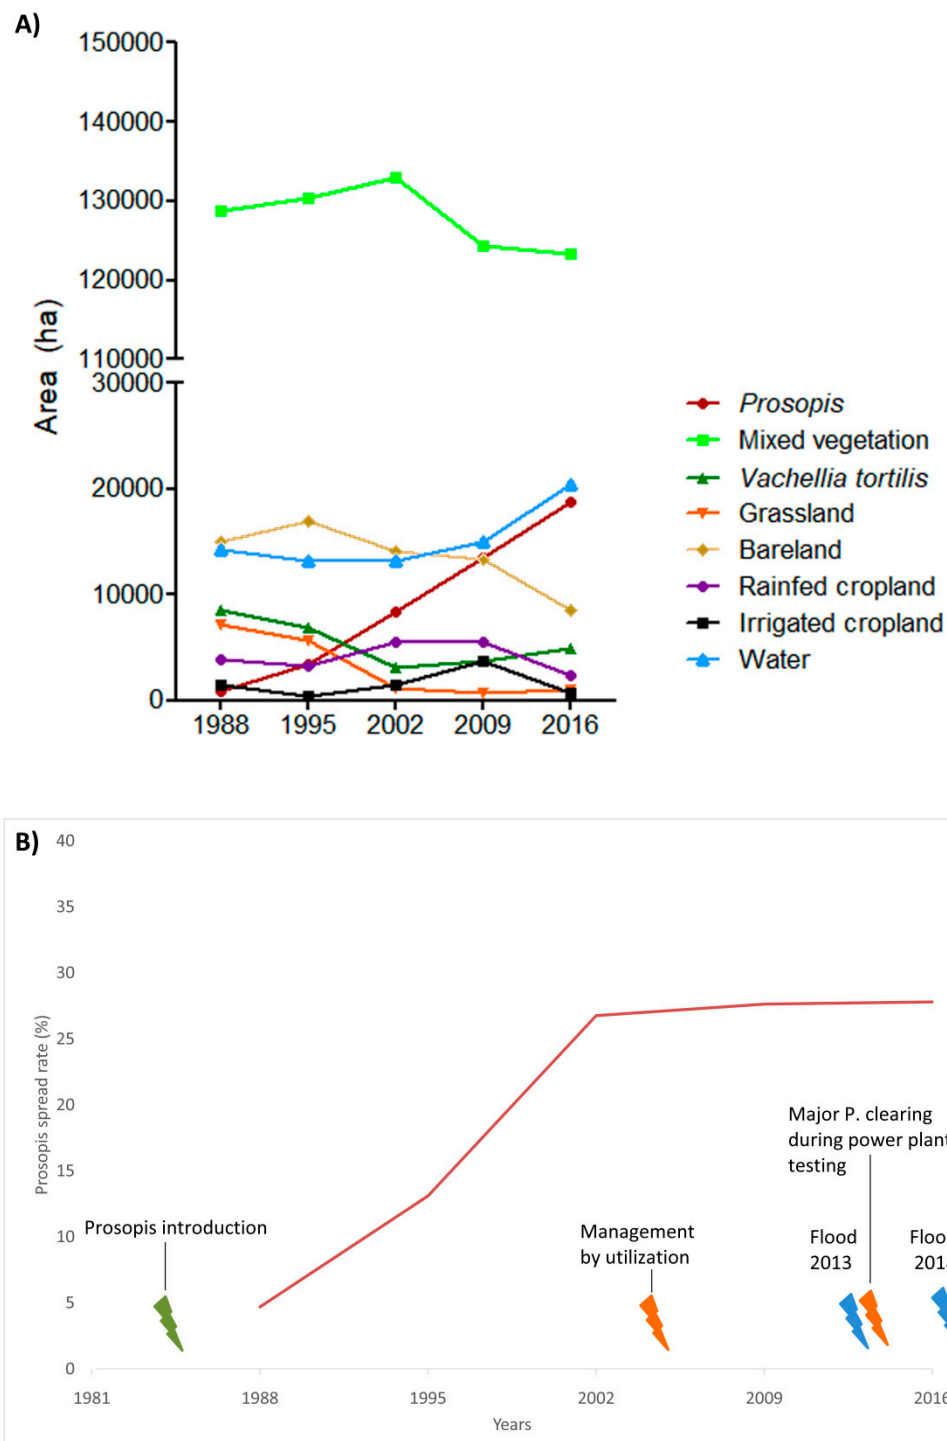 A)
150000
140000
130000
120000
110000
30000
20000
10000
0
Area (ha)
1988 1995 2002 2009 2016
Prosopis
Mixed vegetation
Vachellia tortilis
Grassland
Bareland
Rainfed cropland
Irrigated cropland
Water
B)
40
35
30
25
20
15
10
5
0
Prosopis spread rate (%)
Prosopis introduction
Management
by utilization
Major P. clearing
during power plant
testing
Flood
2013
Floo
201
1981 1988 1995 2002 2009 2016
Years